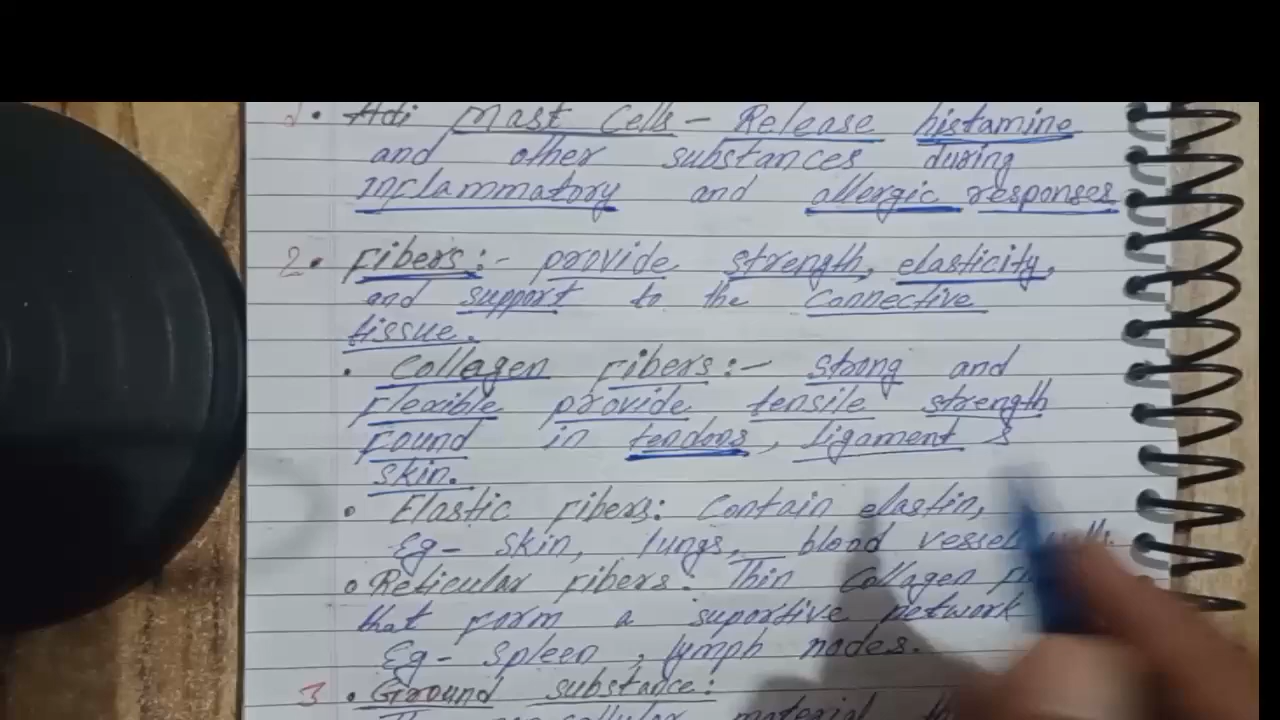 • Adi Mast Cells - Release histamine
and other substances during
Inflammatory and allergic responses
2. Fibers:- provide strength, elasticity,
and support to the Connective
tissue.
• Collagen Fibers:- strong and
Flexible provide tensile strength
Found in tendons, ligament &
skin.
• Elastic Fibers: Contain elastin,
Eg- skin, lungs, blood vessel
• Reticular Fibers- Thin Collagen
that form a suportive network
Eg- Spleen, lymph nodes.
3 • Ground substance:
material